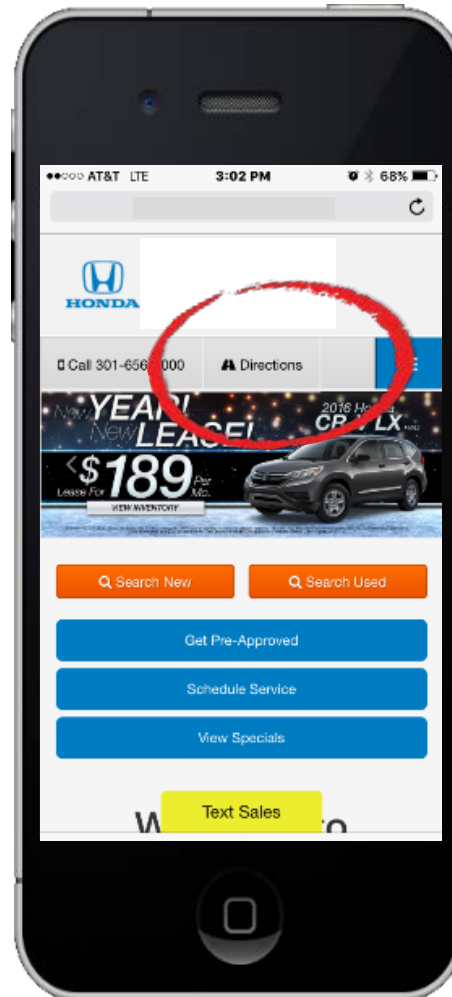 AT&T LTE 3:02 PM 68%
HONDA
Call 301-656 000 Directions
New YEAR!
New LEASE!
2016 Honda
CR-V LX
$189 Per
Lease For Mo.
VIEW INVENTORY
Search New Search Used
Get Pre-Approved
Schedule Service
View Specials
Text Sales